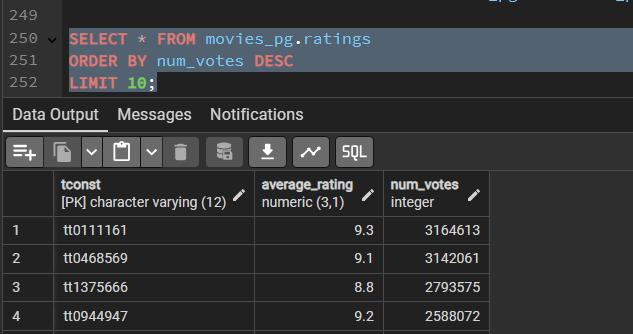 249
250 SELECT * FROM movies_pg.ratings
251 ORDER BY num_votes DESC
252 LIMIT 10;
Data Output Messages Notifications
SQL
tconst average_rating num_votes
[PK] character varying (12) numeric (3,1) integer
1 tt0111161 9.3 3164613
2 tt0468569 9.1 3142061
3 tt1375666 8.8 2793575
4 tt0944947 9.2 2588072